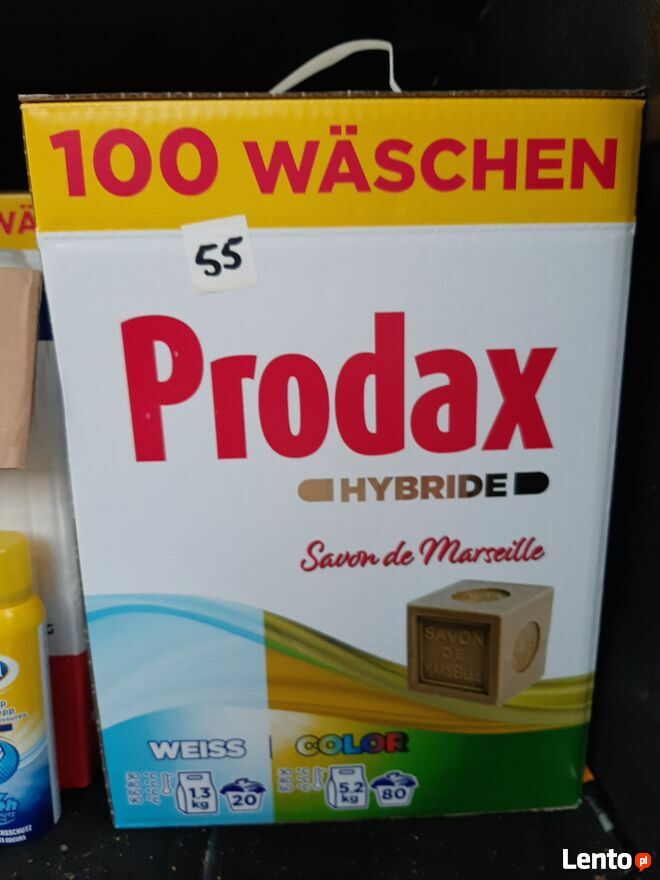 100 WÄSCHEN
WÄ
55
Prodax
HYBRIDE
Savon de Marseille
SAVON
DE
MARSEILLE
WEISS | COLOR
1.3 kg 20 5.2 kg 80
Lento.pl